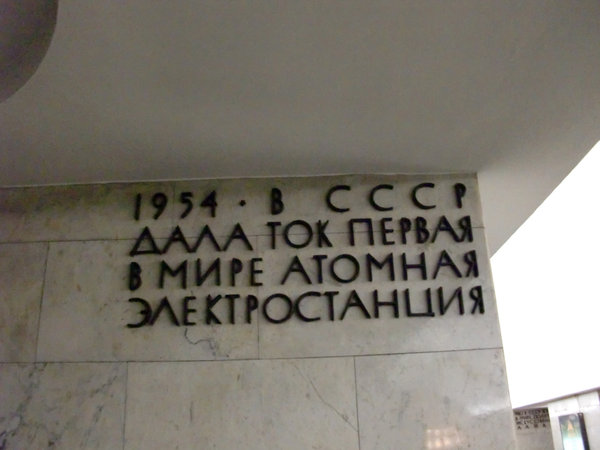 1954 · В СССР
ДАЛА ТОК ПЕРВАЯ
В МИРЕ АТОМНАЯ
ЭЛЕКТРОСТАНЦИЯ